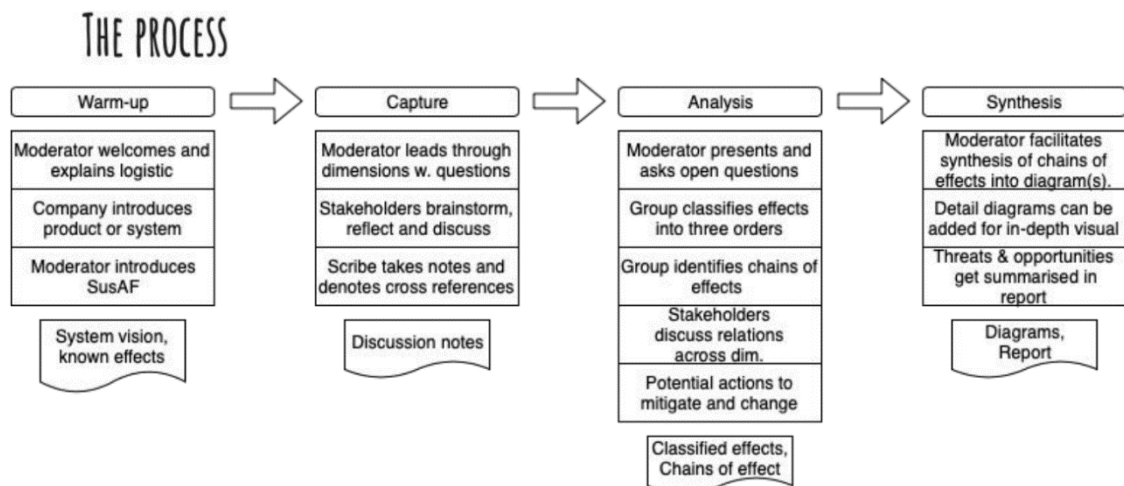 THE PROCESS
Warm-up
Moderator welcomes and
explains logistic
Company introduces
product or system
Moderator introduces
SusAF
System vision,
known effects
Capture
Moderator leads through
dimensions w. questions
Stakeholders brainstorm,
reflect and discuss
Scribe takes notes and
denotes cross references
Discussion notes
Analysis
Moderator presents and
asks open questions
Group classifies effects
into three orders
Group identifies chains of
effects
Stakeholders
discuss relations
across dim.
Potential actions to
mitigate and change
Classified effects,
Chains of effect
Synthesis
Moderator facilitates
synthesis of chains of
effects into diagram(s).
Detail diagrams can be
added for in-depth visual
Threats & opportunities
get summarised in
report
Diagrams,
Report